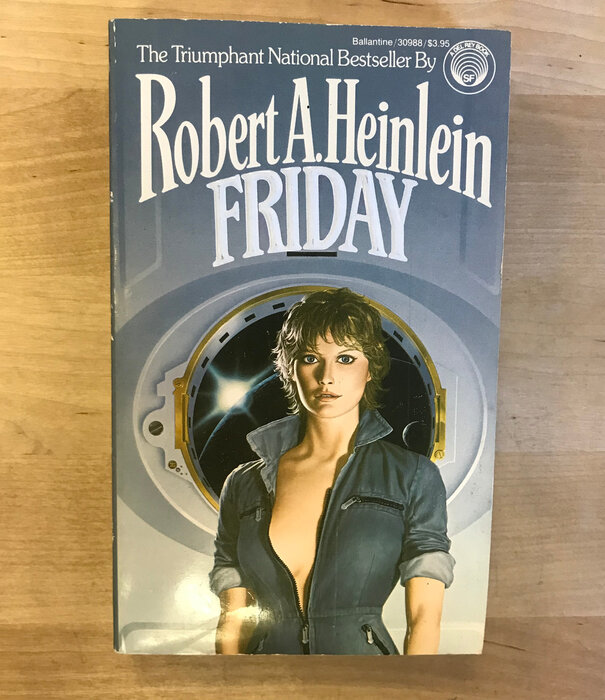 Ballantine/30988/$3.95
The Triumphant National Bestseller By
A DEL REY BOOK
SF
Robert A. Heinlein
FRIDAY